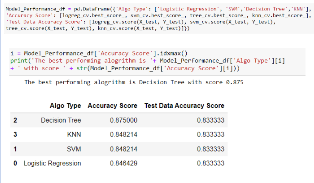 Model_Performance_df = pd.DataFrame({'Algo Type': ['Logistic Regression', 'SVM','Decision Tree','KNN'],
'Accuracy Score': [logreg_cv.best_score_, svm_cv.best_score_, tree_cv.best_score_, knn_cv.best_score_],
'Test Data Accuracy Score': [logreg_cv.score(X_test, Y_test), svm_cv.score(X_test, Y_test),
tree_cv.score(X_test, Y_test), knn_cv.score(X_test, Y_test)]})
i = Model_Performance_df['Accuracy Score'].idxmax()
print('The best performing alogrithm is '+ Model_Performance_df['Algo Type'][i]
+ ' with score ' + str(Model_Performance_df['Accuracy Score'][i]))
The best performing alogrithm is Decision Tree with score 0.875
Algo Type Accuracy Score Test Data Accuracy Score
2 Decision Tree 0.875000 0.833333
3 KNN 0.848214 0.833333
1 SVM 0.848214 0.833333
0 Logistic Regression 0.846429 0.833333